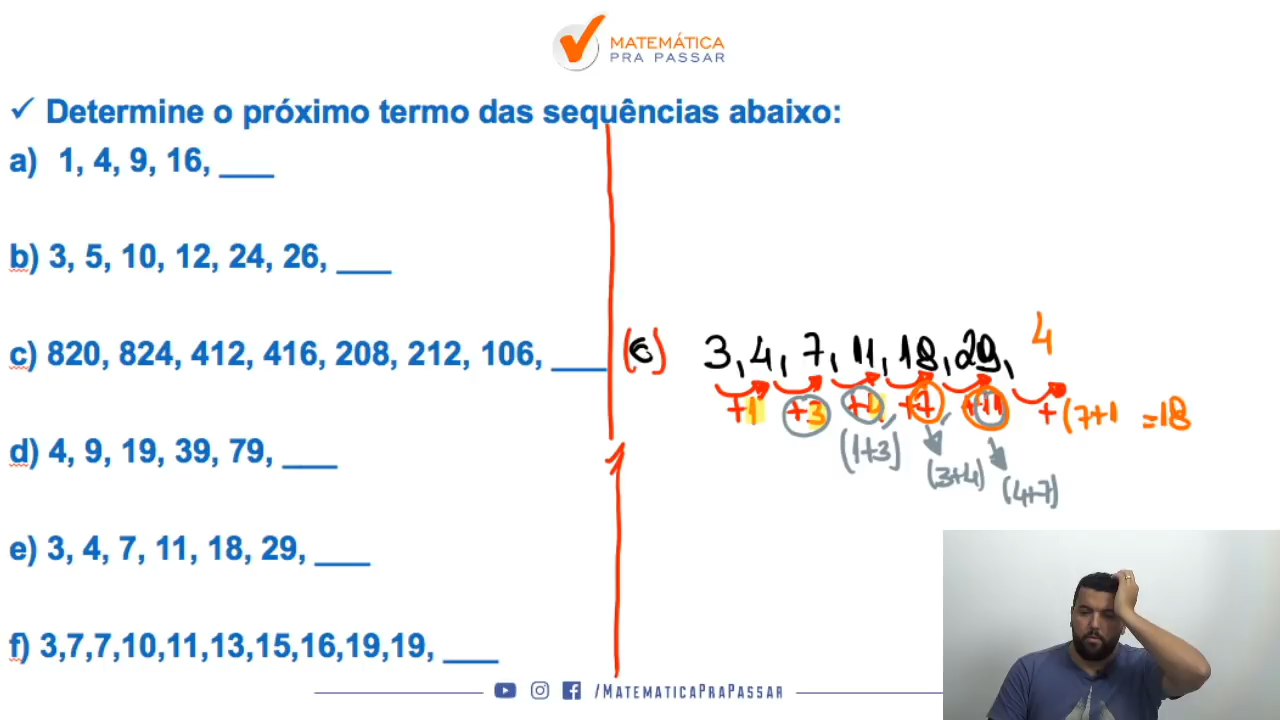 MATEMÁTICA
PRA PASSAR
✓ Determine o próximo termo das sequências abaixo:
a) 1, 4, 9, 16, ___
b) 3, 5, 10, 12, 24, 26, ___
c) 820, 824, 412, 416, 208, 212, 106, ___
d) 4, 9, 19, 39, 79, ___
e) 3, 4, 7, 11, 18, 29, ___
f) 3,7,7,10,11,13,15,16,19,19, ___
(e) 3, 4, 7, 11, 18, 29, 4
+1 +3 +4 +7 +11 +(7+11 =18
(1+3) (3+4) (4+7)
/MATEMATICAPRAPASSAR